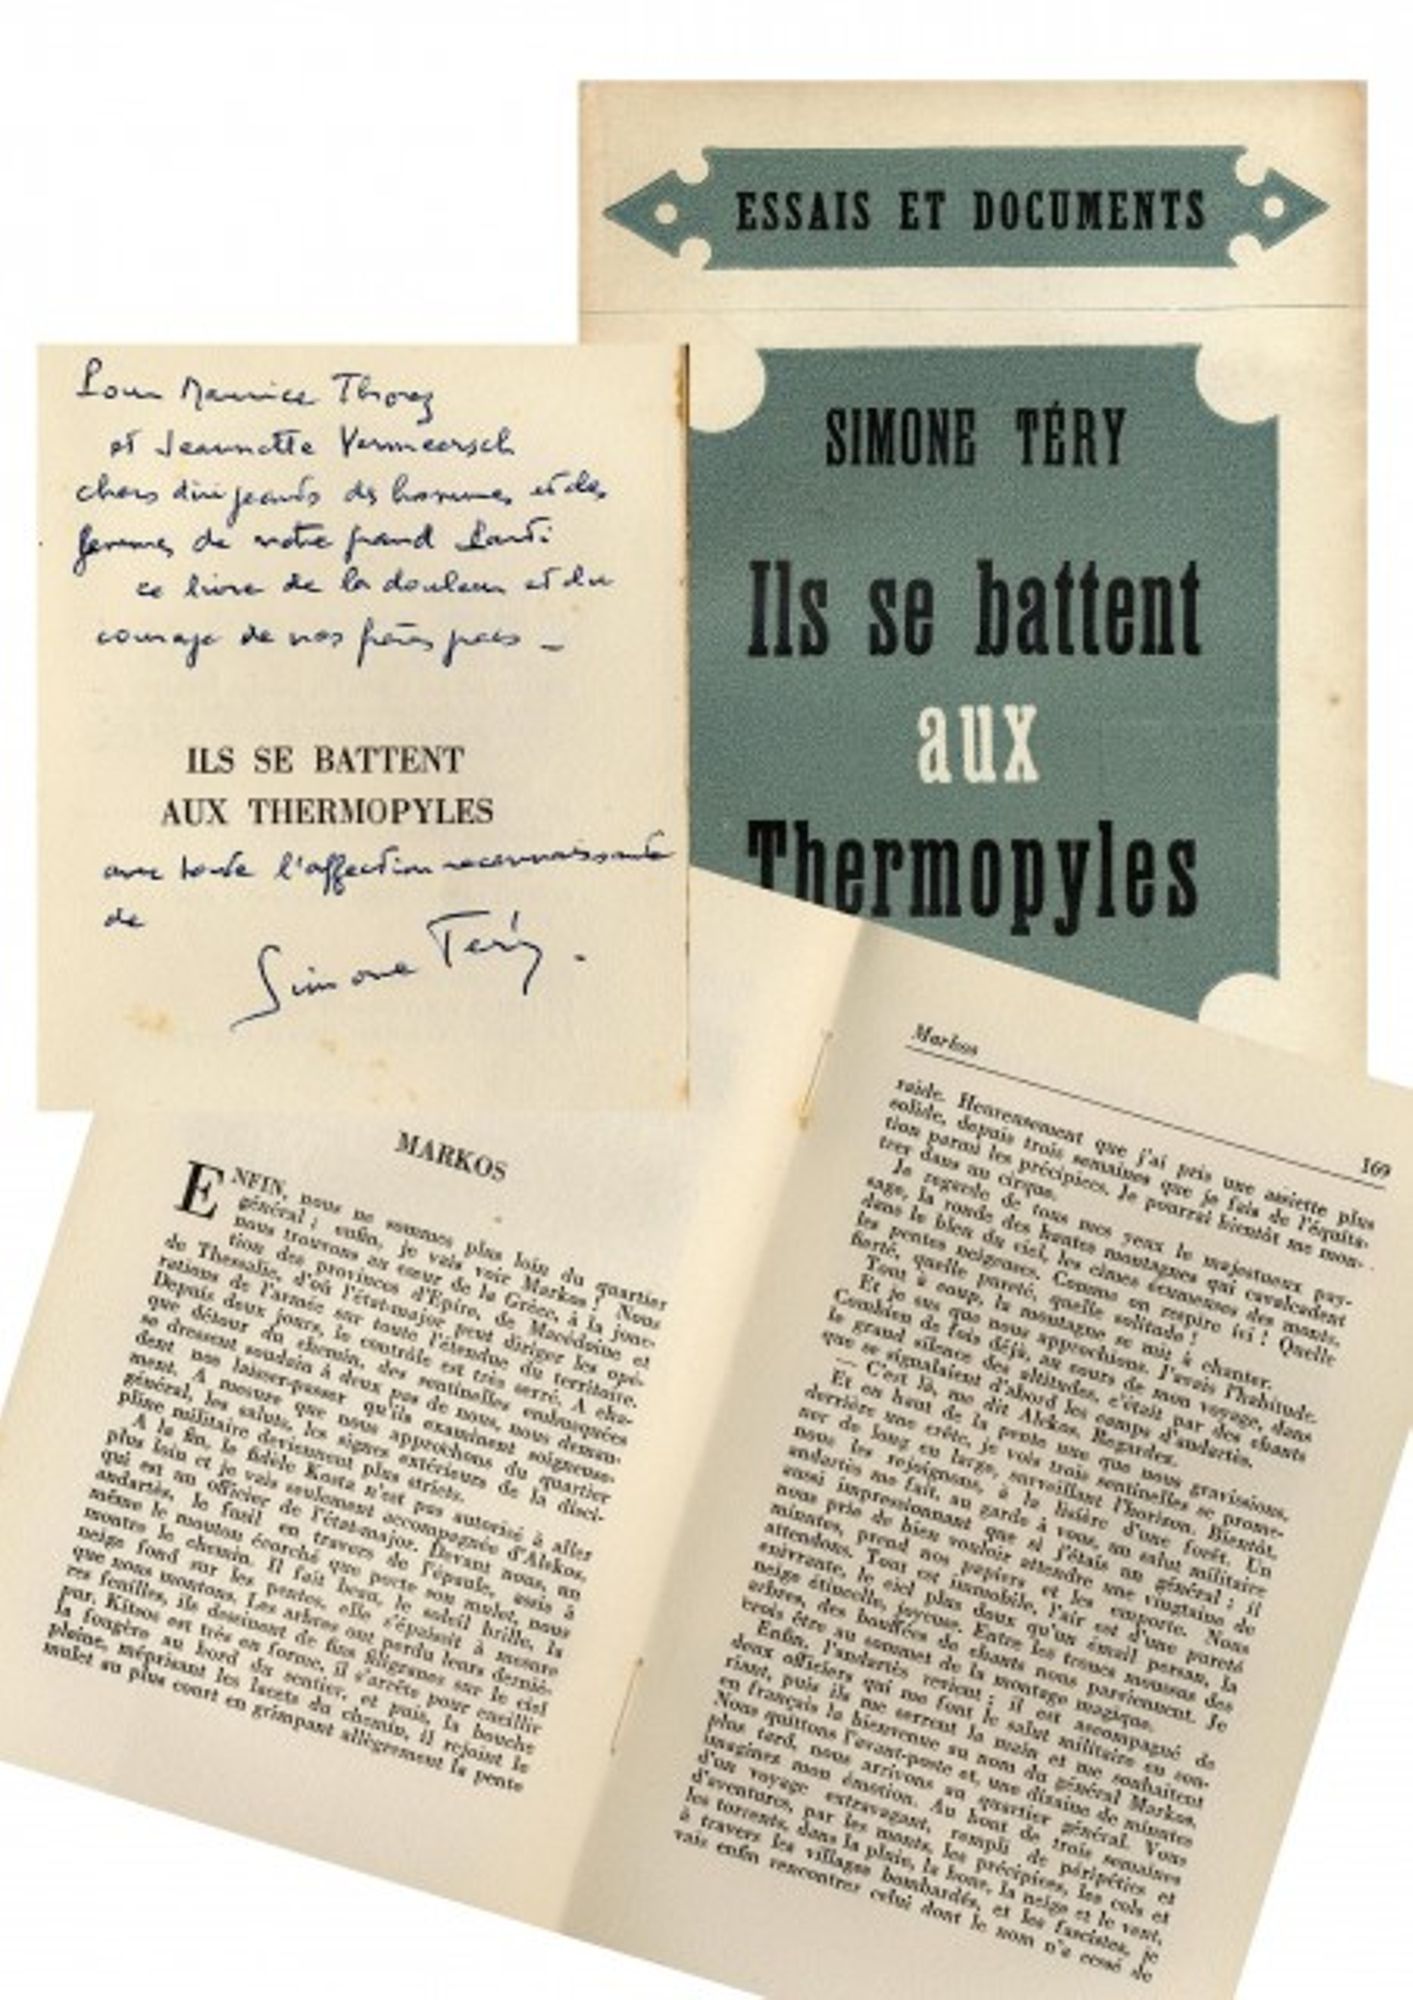 ESSAIS ET DOCUMENTS
SIMONE TÉRY
Ils se battent
aux
Thermopyles
Pour Maurice Thorez
et Jeannette Vermeersch
chers dirigeants des hommes et des
femmes de notre grand Parti
ce livre de la douleur et du
courage de nos frères grecs —
ILS SE BATTENT
AUX THERMOPYLES
avec toute l'affection reconnaissante
de
Simone Téry.
MARKOS
ENFIN, nous ne sommes plus loin du quartier
général ; enfin, je vais voir Markos ! Nous
nous trouvons au cœur de la Grèce, à la jonc-
tion des provinces d'Epire, de Macédoine et
de Thessalie, d'où l'état-major peut diriger les opé-
rations de l'armée sur toute l'étendue du territoire.
Depuis deux jours, le contrôle est très serré. A cha-
que détour du chemin, des sentinelles embusquées
se dressent soudain à deux pas de nous, nous deman-
dent nos laisser-passer qu'ils examinent soigneuse-
ment. A mesure que nous approchons du quartier
général, les saluts, les signes extérieurs de la disci-
pline militaire deviennent plus stricts.
A la fin, le fidèle Kosta n'est pas autorisé à aller
plus loin et je vais seulement accompagnée d'Alekos,
qui est un officier de l'état-major. Devant nous, un
andartès, le fusil en travers de l'épaule, assis à
même le mouton écorché que porte son mulet, nous
montre le chemin. Il fait beau, le soleil brille, la
neige fond sur les pentes, elle s'épaissit à mesure
que nous montons. Les arbres ont perdu leurs derniè-
res feuilles, ils dessinent de fins filigranes sur le ciel
pur. Kitsos est très en forme, il s'arrête pour cueillir
la fougère au bord du sentier, et puis, la bouche
pleine, méprisant les lacets du chemin, il rejoint le
mulet au plus court en grimpant allègrement la pente
Markos
169
raide. Heureusement que j'ai pris une assiette plus
solide, depuis trois semaines que je fais de l'équita-
tion parmi les précipices. Je pourrai bientôt me mon-
trer dans un cirque.
Je regarde de tous mes yeux le majestueux pay-
sage, la ronde des hautes montagnes qui cavalcadent
dans le bleu du ciel, les cimes écumeuses des monts,
les pentes neigeuses. Comme on respire ici ! Quelle
fierté, quelle pureté, quelle solitude !
Tout à coup, la montagne se mit à chanter.
Et je sus que nous approchions. J'avais l'habitude.
Combien de fois déjà, au cours de mon voyage, dans
le grand silence des altitudes, c'était par des chants
que se signalaient d'abord les camps d'andartès.
— C'est là, me dit Alekos. Regardez.
Et en haut de la pente que nous gravissions,
derrière une crête, je vois trois sentinelles se prome-
ner de long en large, surveillant l'horizon. Bientôt,
nous les rejoignons, à la lisière d'une forêt. Un
andartès me fait, au garde à vous, un salut militaire
aussi impressionnant que si j'étais un général ; il
nous prie de bien vouloir attendre une vingtaine de
minutes, prend nos papiers et les emporte. Nous
attendons. Tout est immobile, l'air est d'une pureté
enivrante, le ciel plus doux qu'un émail persan, la
neige étincelle, joyeuse. Entre les troncs moussus des
arbres, des bouffées de chants nous parviennent. Je
crois être au sommet de la montagne magique.
Enfin, l'andartès revient ; il est accompagné de
deux officiers qui me font le salut militaire en sou-
riant, puis ils me serrent la main et me souhaitent
en français la bienvenue au nom du général Markos.
Nous quittons l'avant-poste et, une dizaine de minutes
plus tard, nous arrivons au quartier général. Vous
imaginez mon émotion. Au bout de trois semaines
d'un voyage extravagant, rempli de péripéties et
d'aventures, par les monts, les précipices, les cols et
les torrents, dans la pluie, la boue, la neige et le vent,
à travers les villages bombardés, et les fascistes, je
vais enfin rencontrer celui dont le nom n'a cessé de